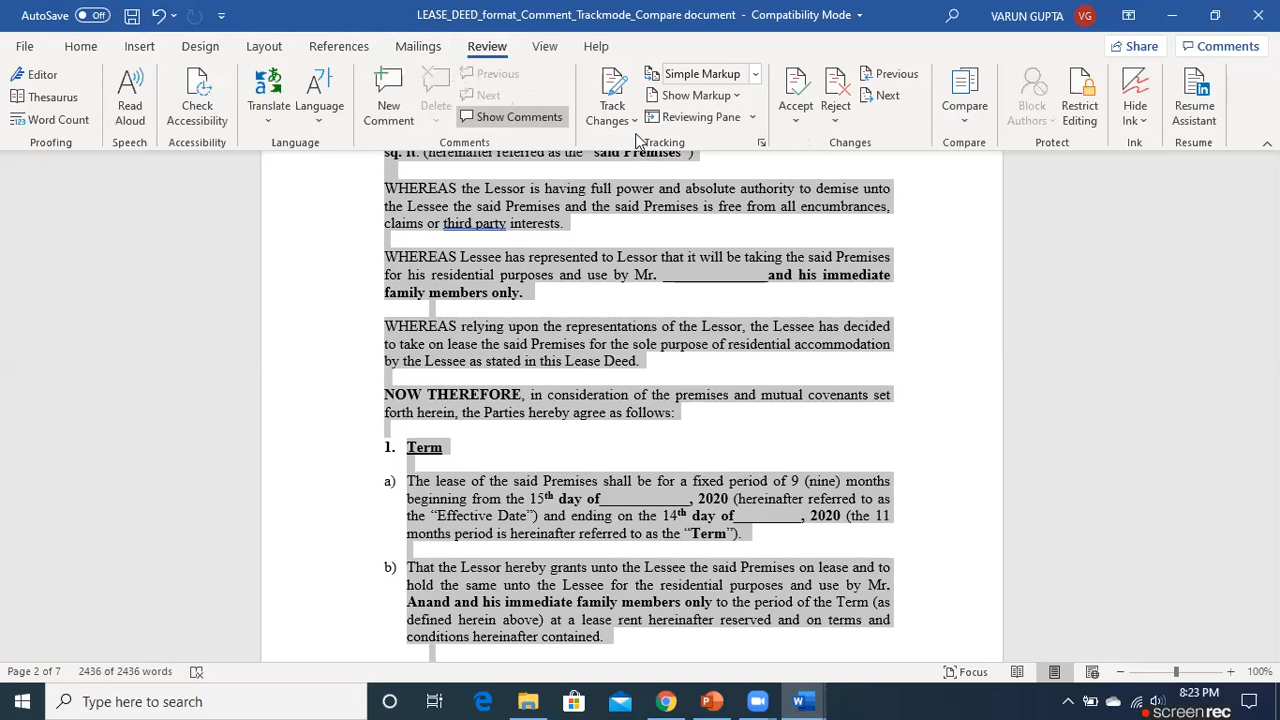 AutoSave Off
LEASE_DEED_format_Comment_Trackmode_Compare document - Compatibility Mode
VARUN GUPTA VG
File Home Insert Design Layout References Mailings Review View Help Share Comments
Editor
Thesaurus
Word Count
Proofing
Read Aloud
Speech
Check Accessibility
Accessibility
Translate Language
Language
New Comment
Delete
Previous
Next
Show Comments
Comments
Track Changes
Simple Markup
Show Markup
Reviewing Pane
Tracking
Accept Reject
Previous
Next
Changes
Compare
Compare
Block Authors
Restrict Editing
Protect
Hide Ink
Ink
Resume Assistant
Resume
sq. ft. (hereinafter referred to as the "said Premises")
WHEREAS the Lessor is having full power and absolute authority to demise unto
the Lessee the said Premises and the said Premises is free from all encumbrances,
claims or third party interests.
WHEREAS Lessee has represented to Lessor that it will be taking the said Premises
for his residential purposes and use by Mr. ______________and his immediate
family members only.
WHEREAS relying upon the representations of the Lessor, the Lessee has decided
to take on lease the said Premises for the sole purpose of residential accommodation
by the Lessee as stated in this Lease Deed.
NOW THEREFORE, in consideration of the premises and mutual covenants set
forth herein, the Parties hereby agree as follows:
1. Term
a) The lease of the said Premises shall be for a fixed period of 9 (nine) months
beginning from the 15th day of____________, 2020 (hereinafter referred to as
the “Effective Date”) and ending on the 14th day of_________, 2020 (the 11
months period is hereinafter referred to as the “Term”).
b) That the Lessor hereby grants unto the Lessee the said Premises on lease and to
hold the same unto the Lessee for the residential purposes and use by Mr.
Anand and his immediate family members only to the period of the Term (as
defined herein above) at a lease rent hereinafter reserved and on terms and
conditions hereinafter contained.
Page 2 of 7 2436 of 2436 words Focus 100%
Type here to search
8:23 PM
screenrec